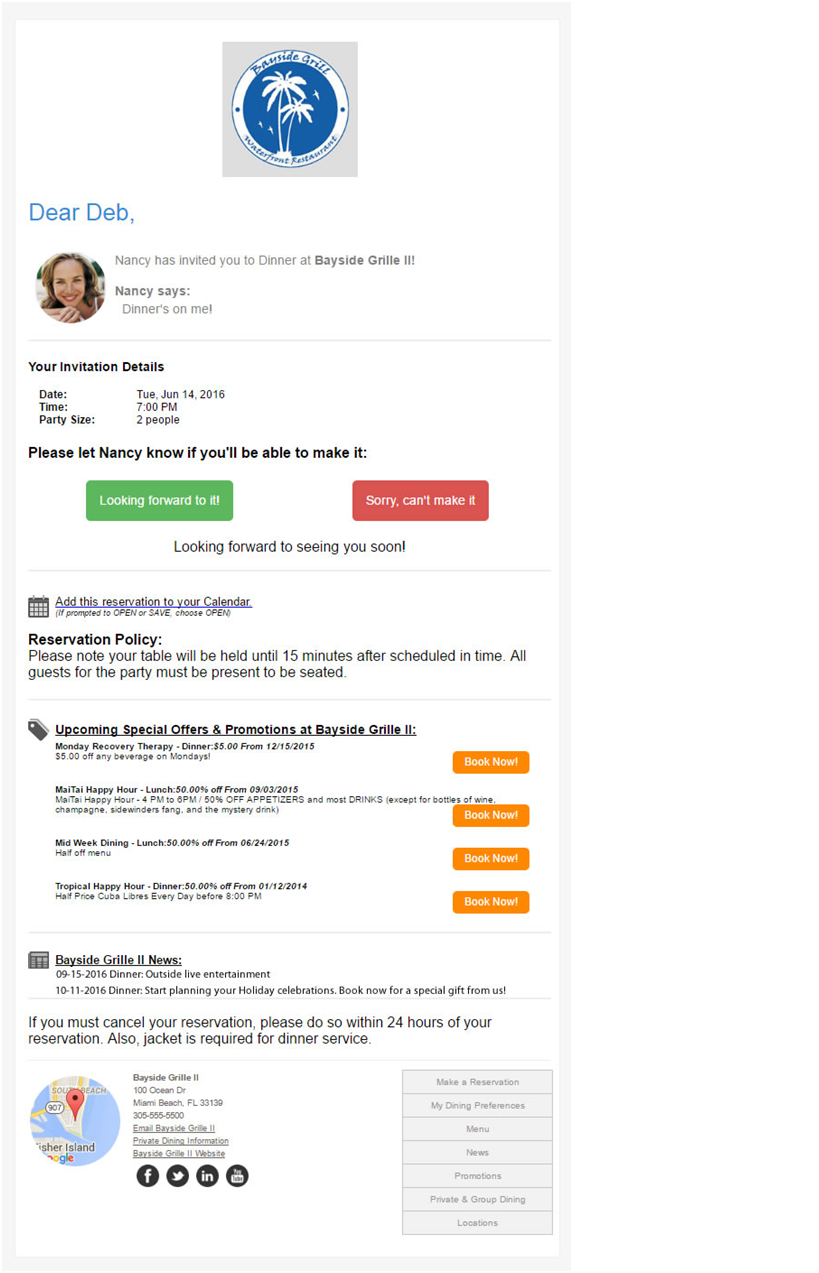 Bayside Grill
Waterfront Restaurant
Dear Deb,
Nancy has invited you to Dinner at Bayside Grille II!
Nancy says:
Dinner's on me!
Your Invitation Details
Date: Tue, Jun 14, 2016
Time: 7:00 PM
Party Size: 2 people
Please let Nancy know if you'll be able to make it:
Looking forward to it! Sorry, can't make it
Looking forward to seeing you soon!
Add this reservation to your Calendar.
(If prompted to OPEN or SAVE, choose OPEN)
Reservation Policy:
Please note your table will be held until 15 minutes after scheduled in time. All
guests for the party must be present to be seated.
Upcoming Special Offers & Promotions at Bayside Grille II:
Monday Recovery Therapy - Dinner:$5.00 From 12/15/2015
$5.00 off any beverage on Mondays!
Book Now!
MaiTai Happy Hour - Lunch:50.00% off From 09/03/2015
MaiTai Happy Hour - 4 PM to 6PM / 50% OFF APPETIZERS and most DRINKS (except for bottles of wine,
champagne, sidewinders fang, and the mystery drink)
Book Now!
Mid Week Dining - Lunch:50.00% off From 06/24/2015
Half off menu
Book Now!
Tropical Happy Hour - Dinner:50.00% off From 01/12/2014
Half Price Cuba Libres Every Day before 8:00 PM
Book Now!
Bayside Grille II News:
09-15-2016 Dinner: Outside live entertainment
10-11-2016 Dinner: Start planning your Holiday celebrations. Book now for a special gift from us!
If you must cancel your reservation, please do so within 24 hours of your
reservation. Also, jacket is required for dinner service.
SOUTH BEACH
907
isher Island
ogle
Bayside Grille II
100 Ocean Dr
Miami Beach, FL 33139
305-555-5500
Email Bayside Grille II
Private Dining Information
Bayside Grille II Website
f in You Tube
Make a Reservation
My Dining Preferences
Menu
News
Promotions
Private & Group Dining
Locations